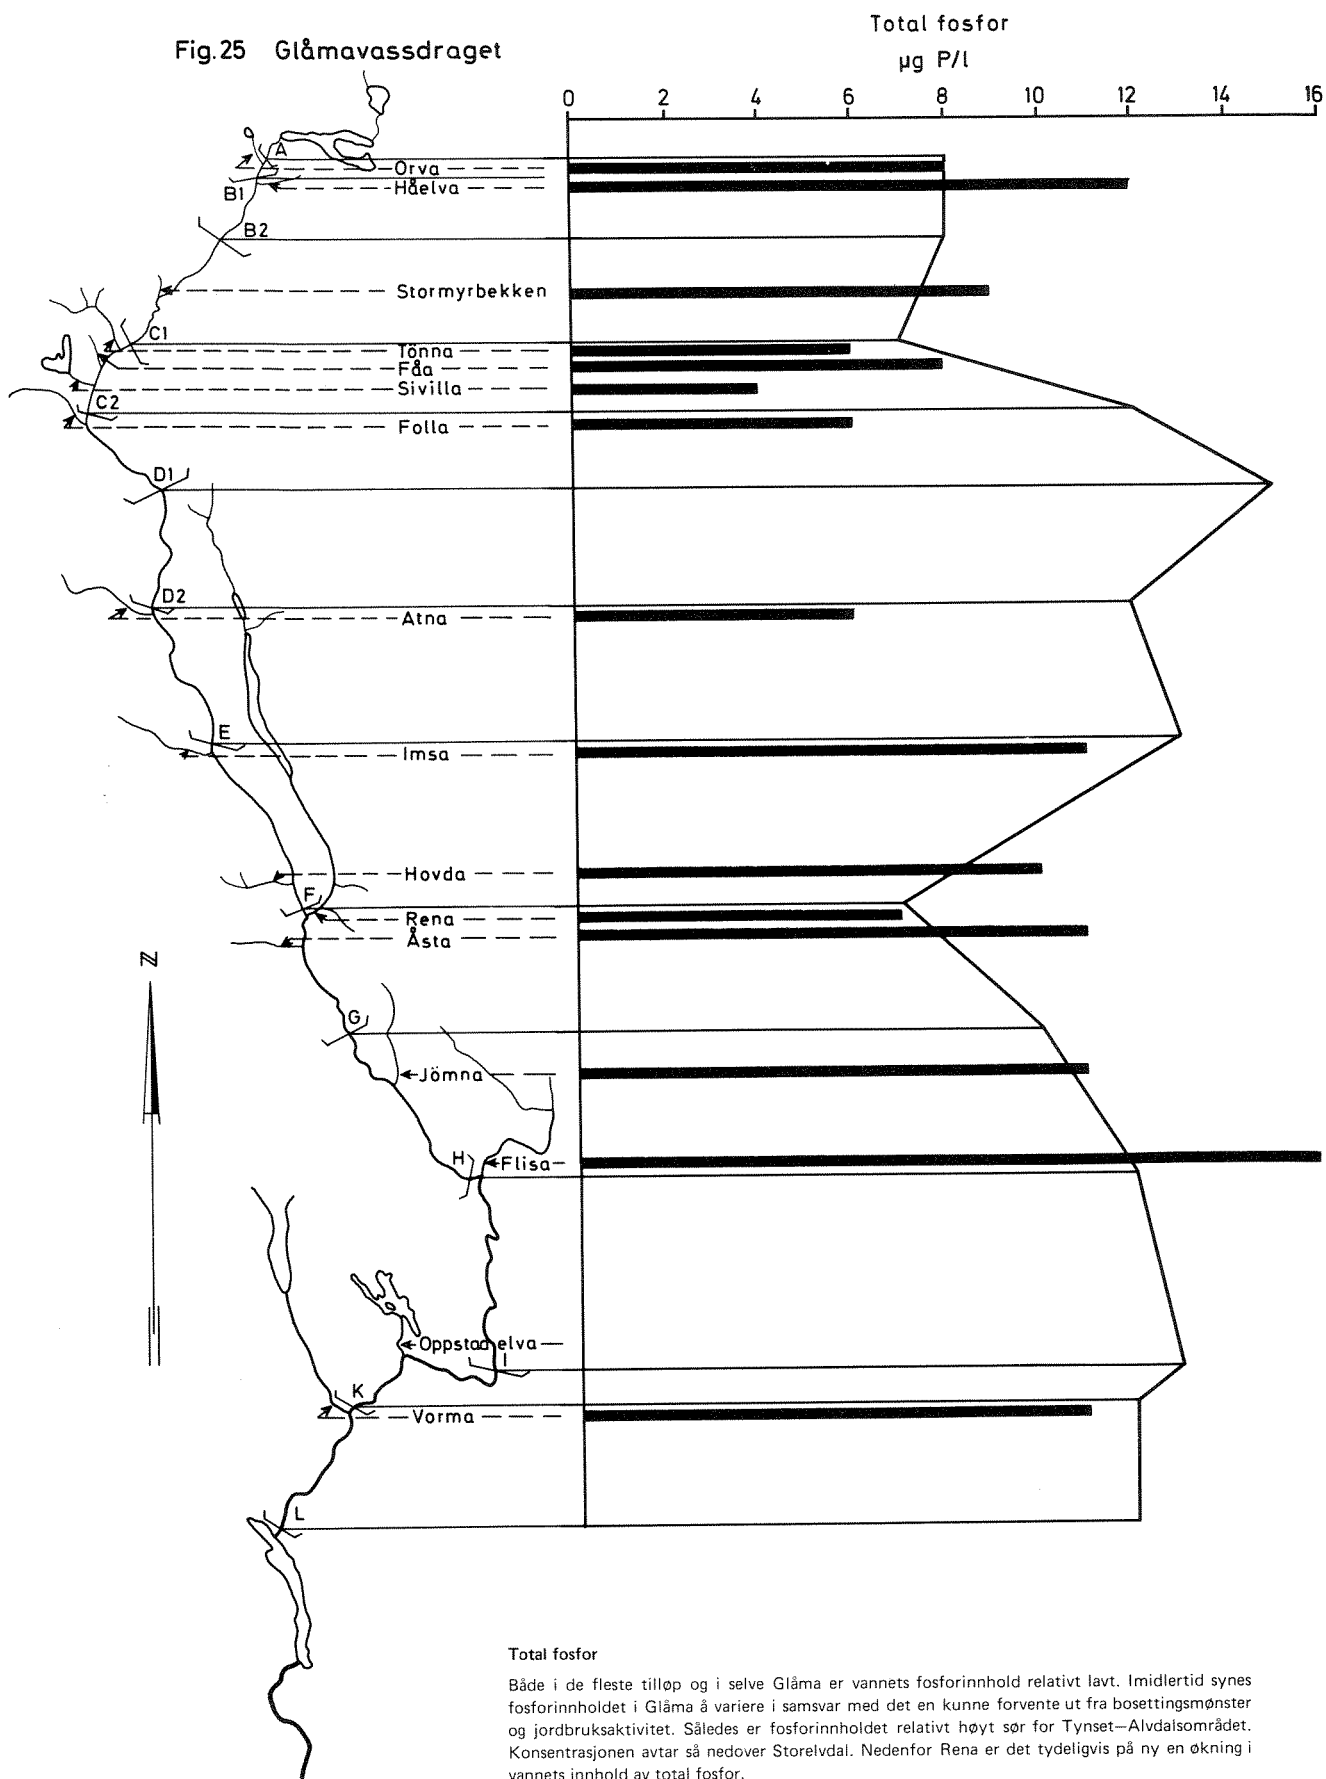 Total fosfor
Fig.25 Glåmavassdraget
µg P/l
0 2 4 6 8 10 12 14 16
A
Orva
B1
Håelva
B2
Stormyrbekken
C1
Tönna
Fåa
Sivilla
C2
Folla
D1
D2
Atna
E
Imsa
Hovda
F
Rena
Åsta
N
G
Jömna
H
Flisa
Oppstadelva
I
K
Vorma
L
Total fosfor
Både i de fleste tilløp og i selve Glåma er vannets fosforinnhold relativt lavt. Imidlertid synes
fosforinnholdet i Glåma å variere i samsvar med det en kunne forvente ut fra bosettingsmønster
og jordbruksaktivitet. Således er fosforinnholdet relativt høyt sør for Tynset–Alvdalsområdet.
Konsentrasjonen avtar så nedover Storelvdal. Nedenfor Rena er det tydeligvis på ny en økning i
vannets innhold av total fosfor.